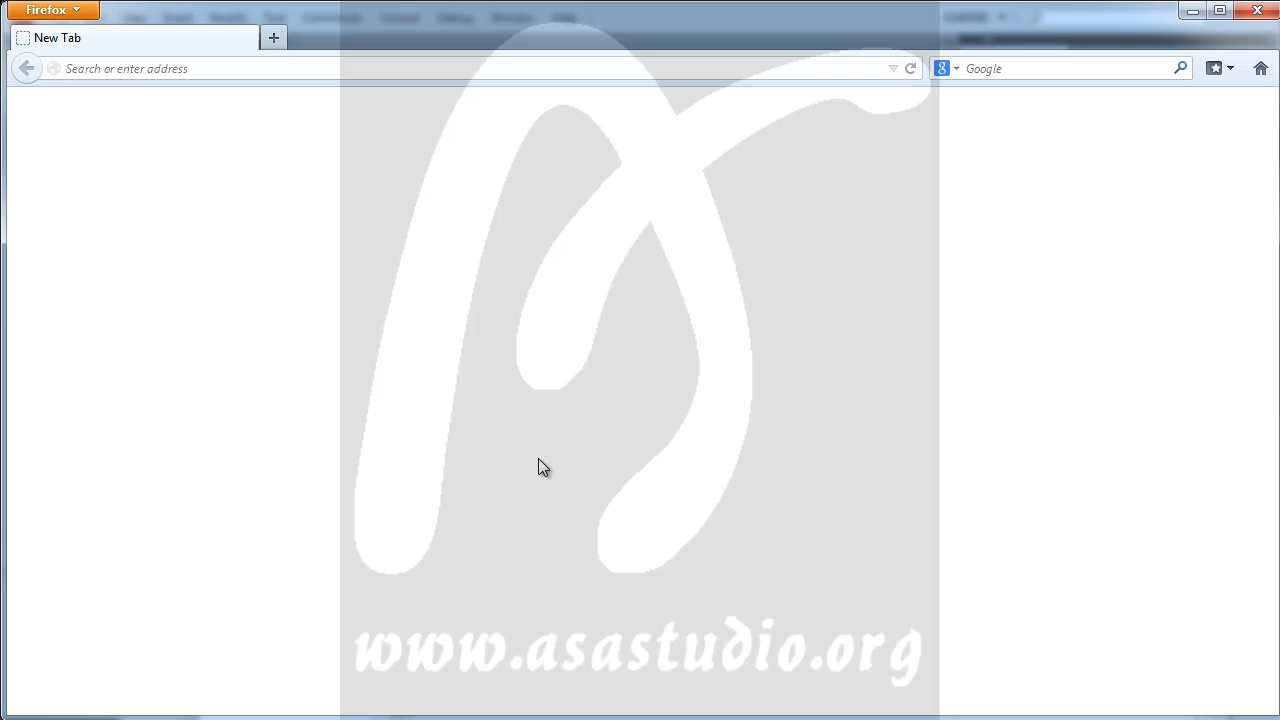 Firefox
New Tab
Search or enter address
Google
www.asastudio.org